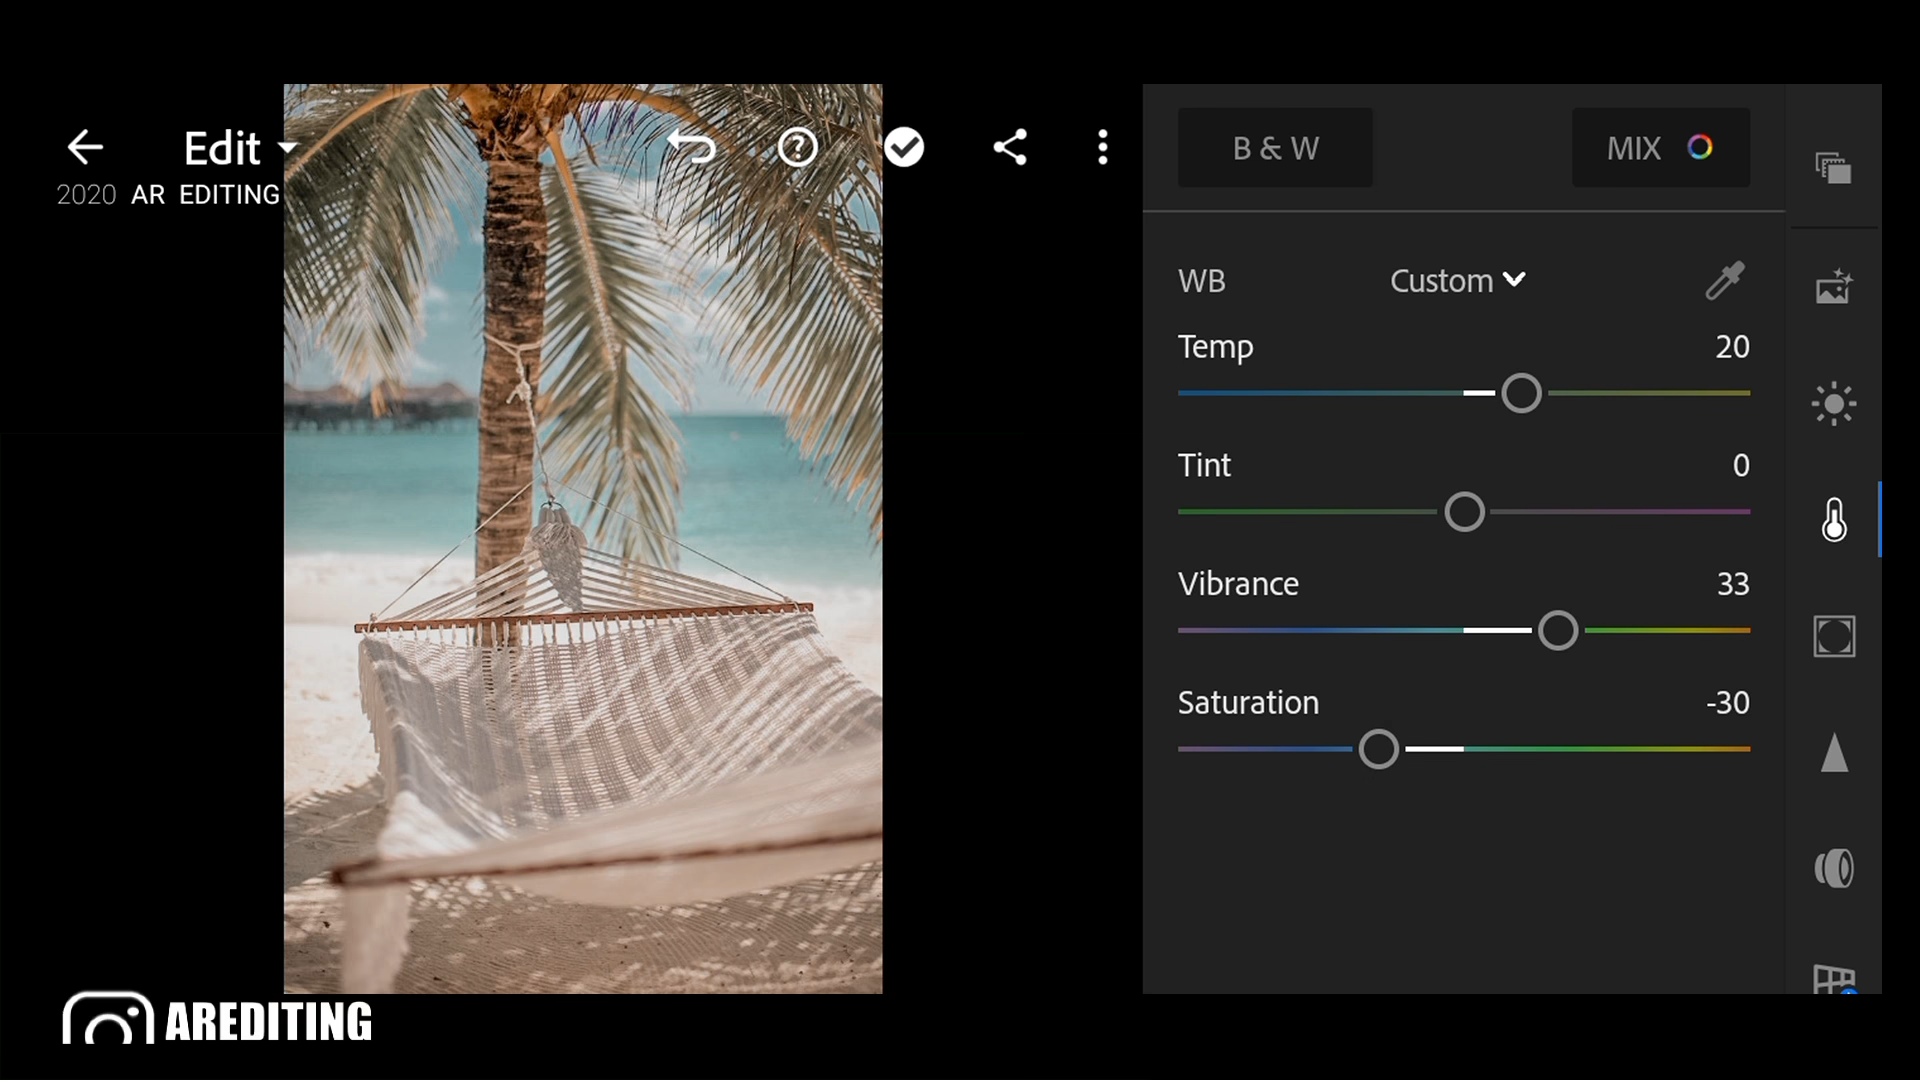 Edit
2020 AR EDITING
B & W
MIX
WB Custom
Temp 20
Tint 0
Vibrance 33
Saturation -30
AREDITING